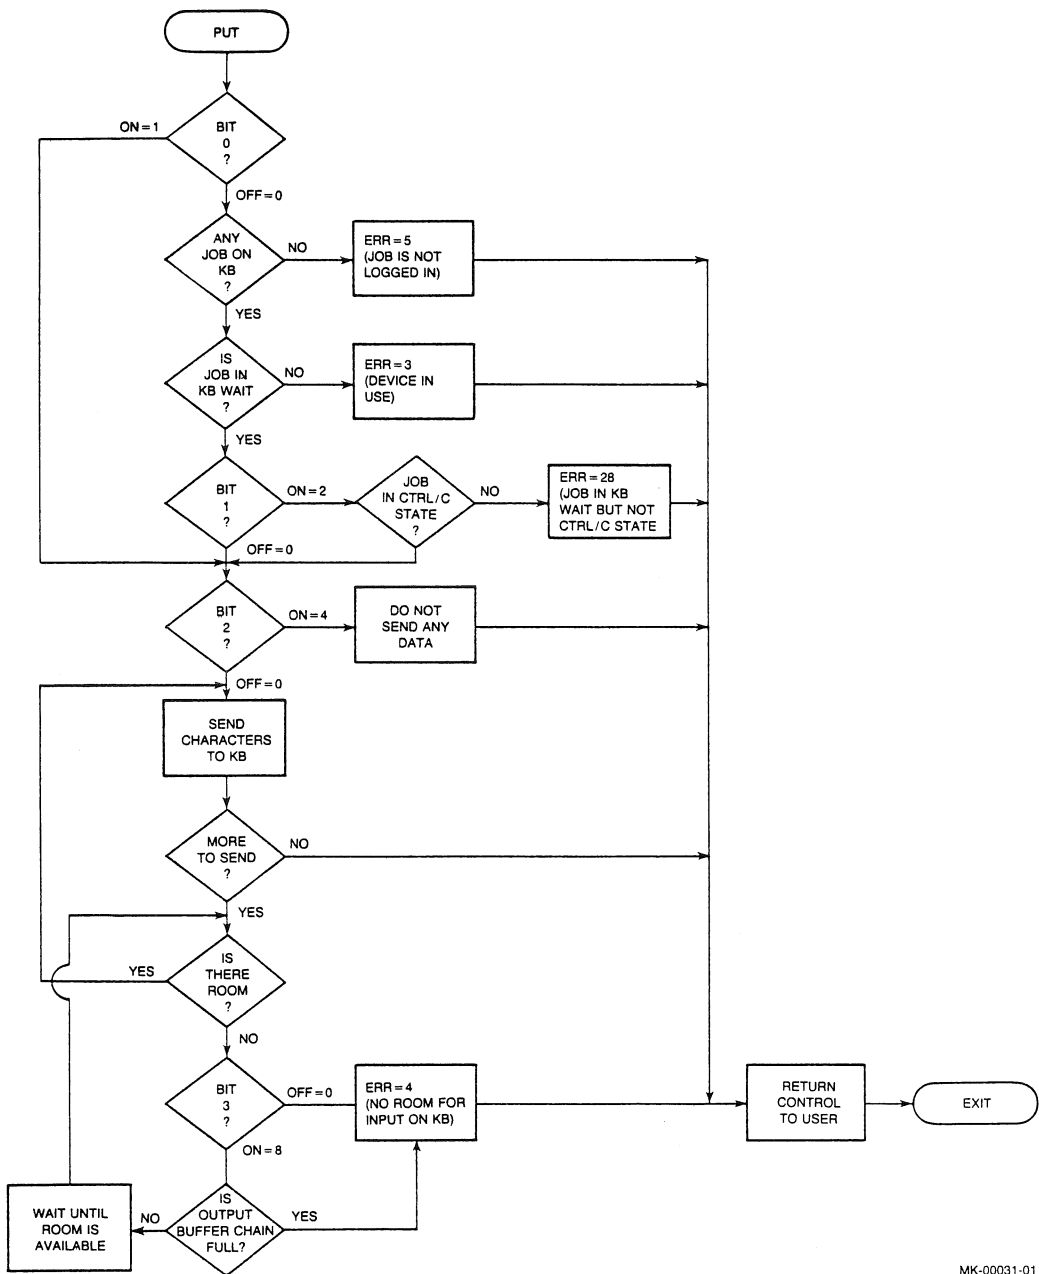 PUT
ON=1
BIT
0
?
OFF=0
ANY
JOB ON
KB
?
NO
ERR=5
(JOB IS NOT
LOGGED IN)
YES
IS
JOB IN
KB WAIT
?
NO
ERR=3
(DEVICE IN
USE)
YES
BIT
1
?
ON=2
JOB
IN CTRL/C
STATE
?
NO
ERR=28
(JOB IN KB
WAIT BUT NOT
CTRL/C STATE
OFF=0
BIT
2
?
ON=4
DO NOT
SEND ANY
DATA
OFF=0
SEND
CHARACTERS
TO KB
MORE
TO SEND
?
NO
YES
YES
IS
THERE
ROOM
?
NO
BIT
3
?
OFF=0
ERR=4
(NO ROOM FOR
INPUT ON KB)
RETURN
CONTROL
TO USER
EXIT
ON=8
WAIT UNTIL
ROOM IS
AVAILABLE
NO
IS
OUTPUT
BUFFER CHAIN
FULL?
YES
MK-00031-01